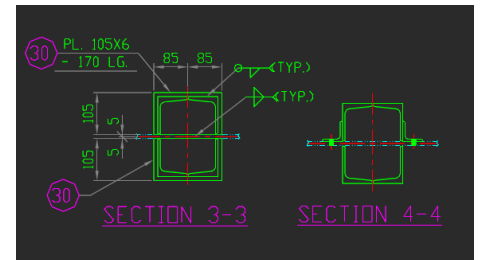 30
PL. 105X6
- 170 LG.
85 85
(TYP.)
(TYP.)
105
5
5
105
30
SECTION 3-3
SECTION 4-4